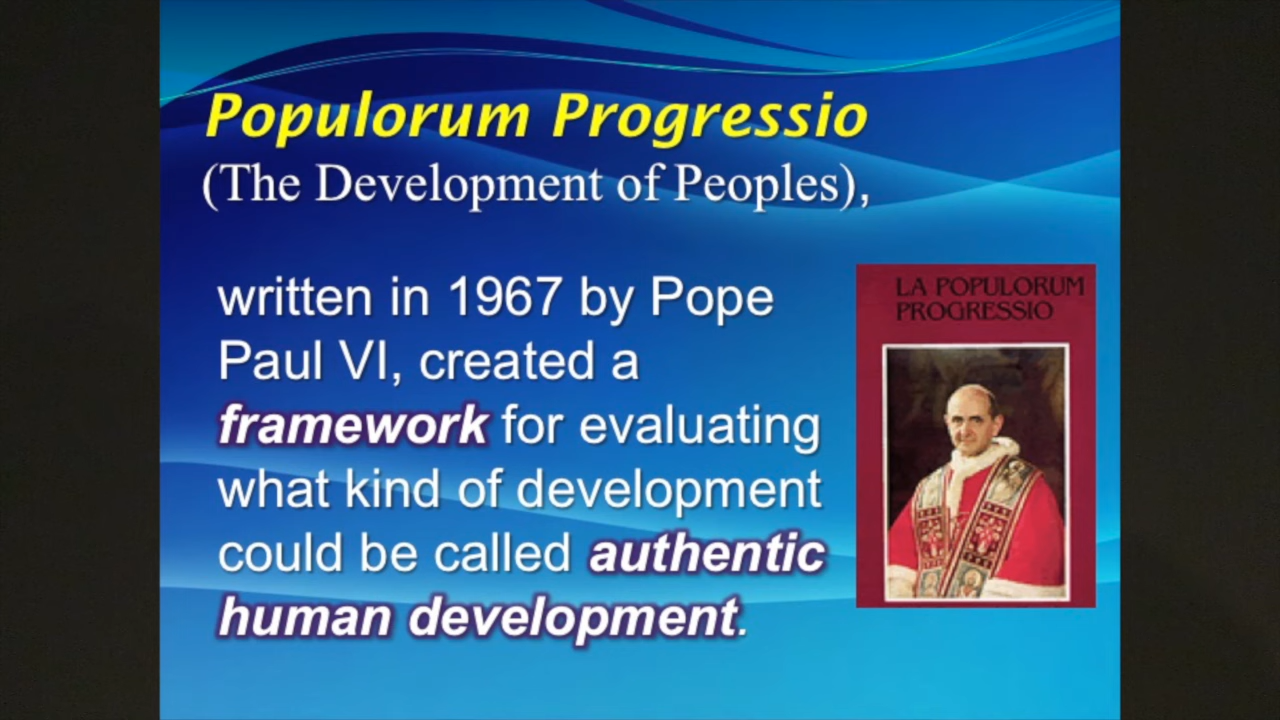 Populorum Progressio
(The Development of Peoples),
written in 1967 by Pope
Paul VI, created a
framework for evaluating
what kind of development
could be called authentic
human development.
LA POPULORUM
PROGRESSIO